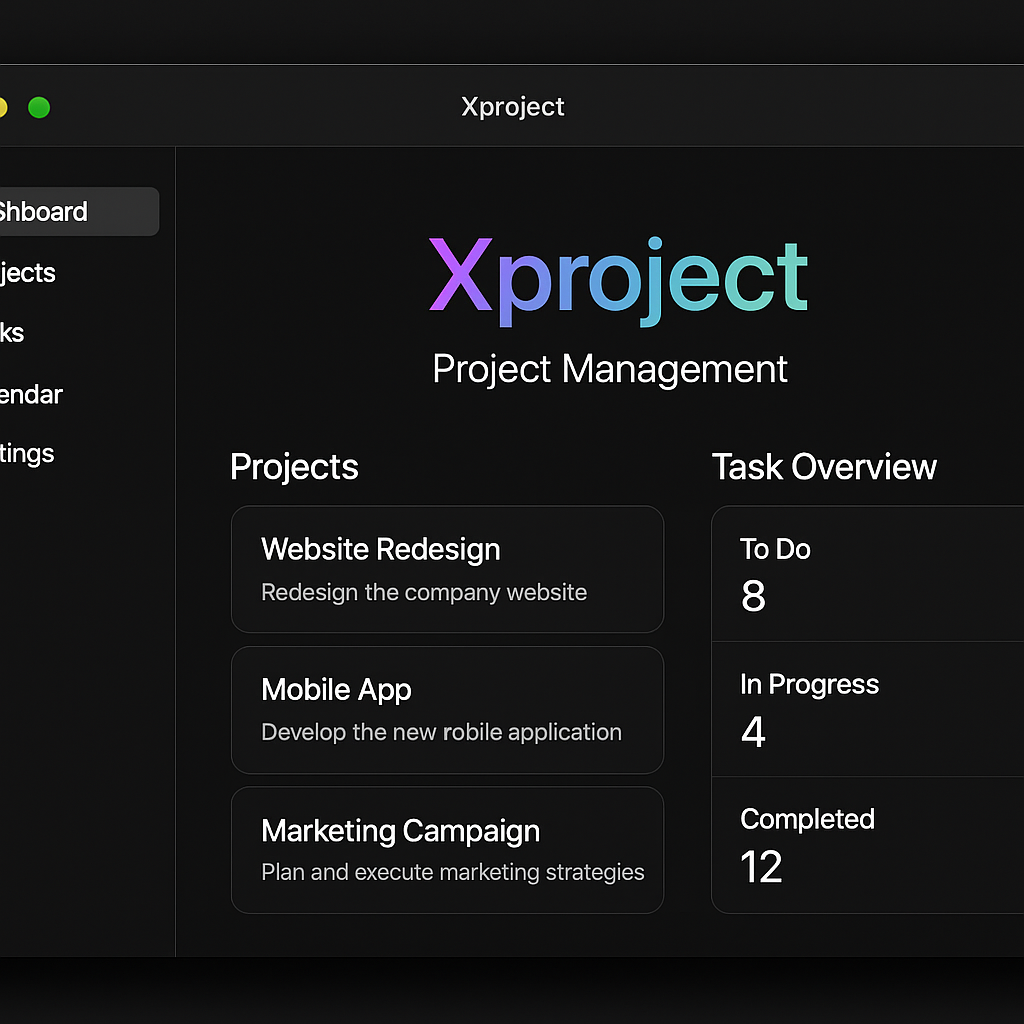 Xproject
shboard
jects
ks
endar
tings
Xproject
Project Management
Projects
Website Redesign
Redesign the company website
Mobile App
Develop the new robile application
Marketing Campaign
Plan and execute marketing strategies
Task Overview
To Do
8
In Progress
4
Completed
12